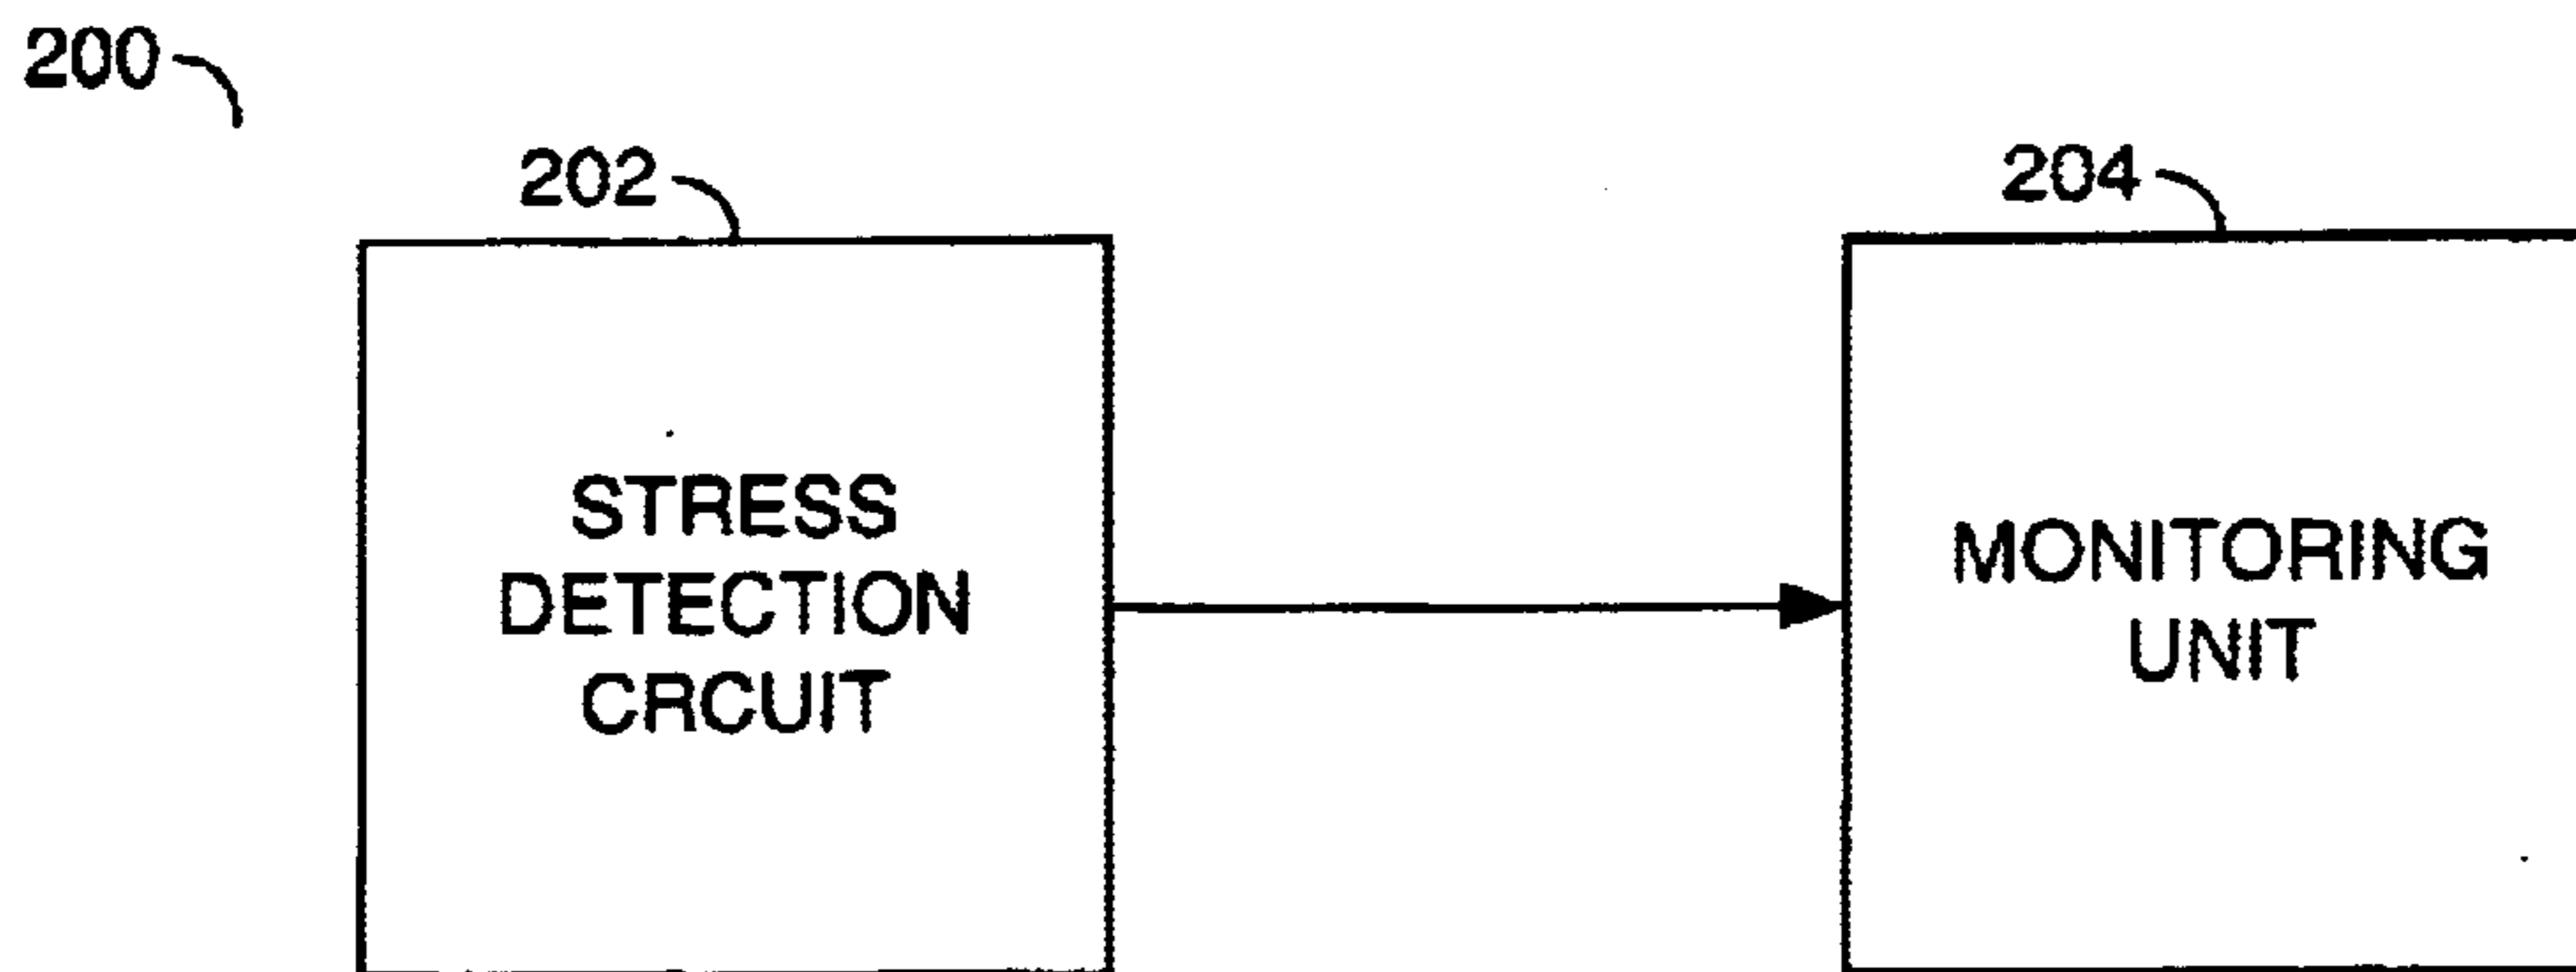 200
202
204
STRESS
DETECTION
CRCUIT
MONITORING
UNIT